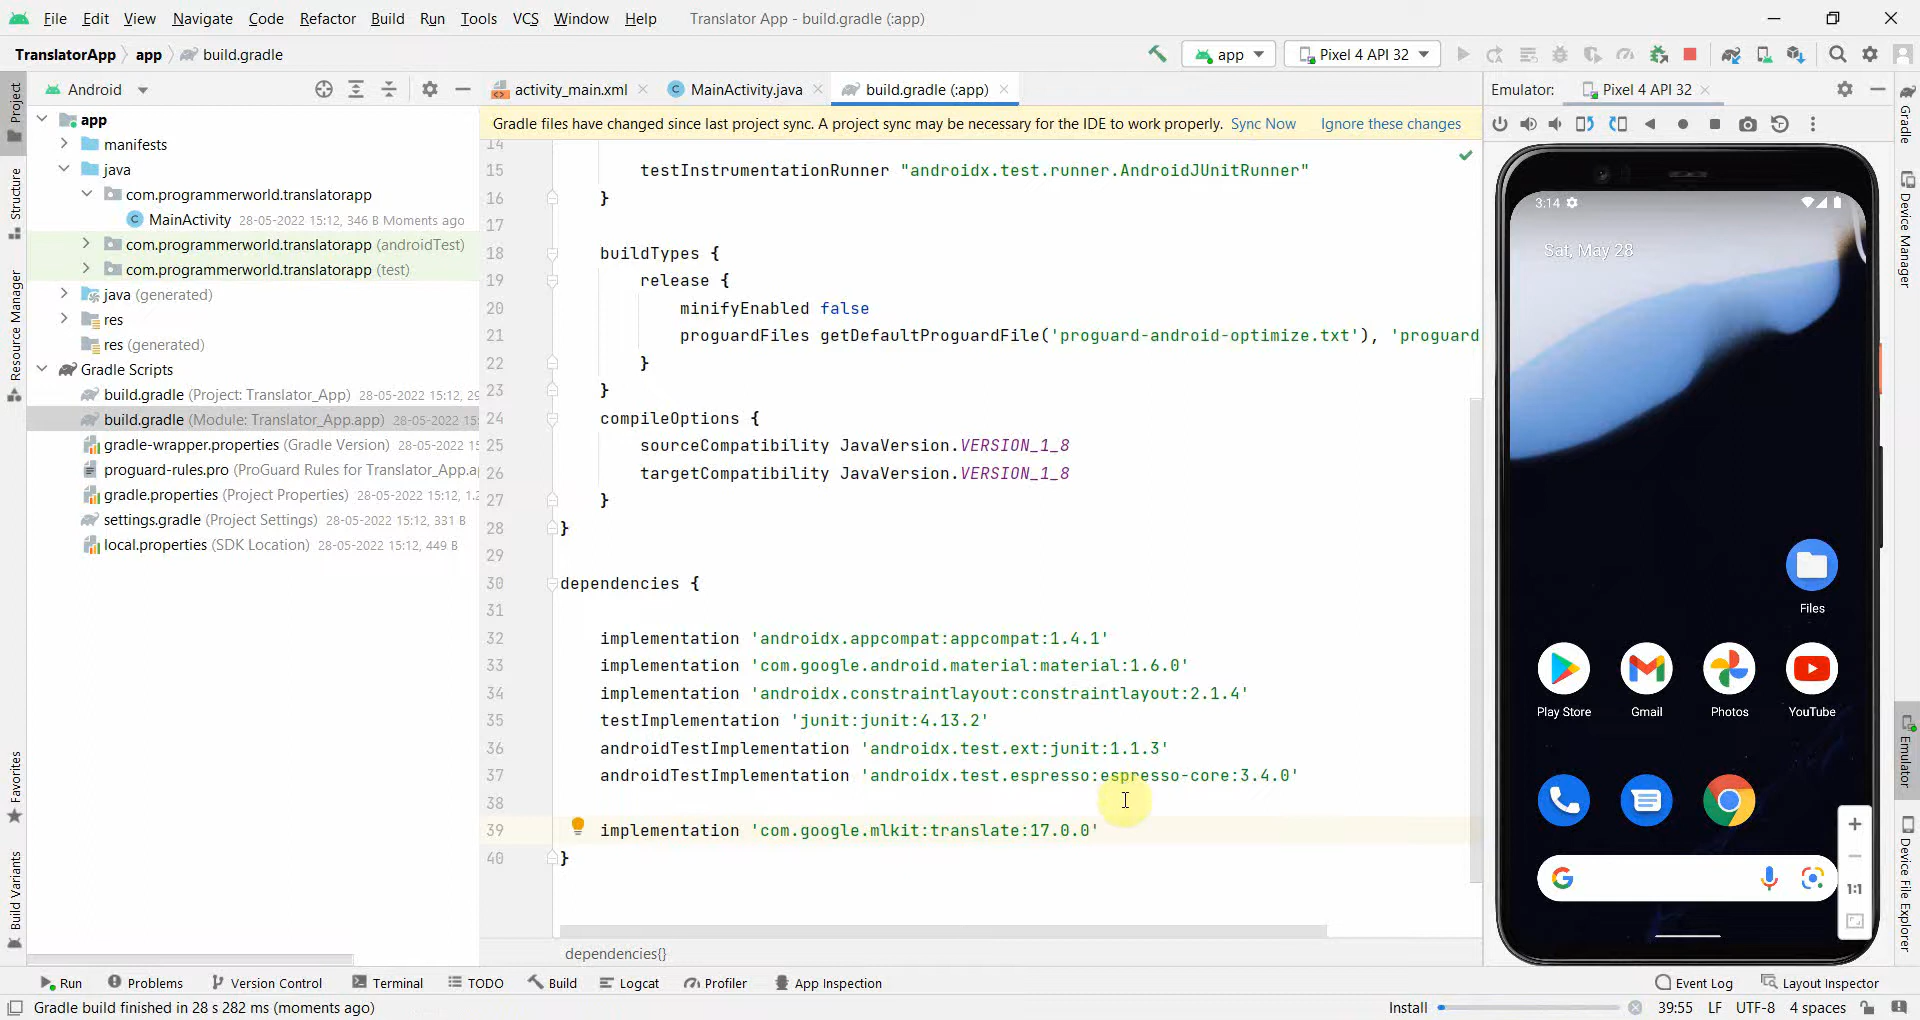 File Edit View Navigate Code Refactor Build Run Tools VCS Window Help Translator App - build.gradle (:app)
TranslatorApp app build.gradle
app Pixel 4 API 32
Project
Structure
Resource Manager
Favorites
Build Variants
Android
app
manifests
java
com.programmerworld.translatorapp
MainActivity 28-05-2022 15:12, 346 B Moments ago
com.programmerworld.translatorapp (androidTest)
com.programmerworld.translatorapp (test)
java (generated)
res
res (generated)
Gradle Scripts
build.gradle (Project: Translator_App) 28-05-2022 15:12, 29
build.gradle (Module: Translator_App.app) 28-05-2022 15
gradle-wrapper.properties (Gradle Version) 28-05-2022 15
proguard-rules.pro (ProGuard Rules for Translator_App.a
gradle.properties (Project Properties) 28-05-2022 15:12, 1.2
settings.gradle (Project Settings) 28-05-2022 15:12, 331 B
local.properties (SDK Location) 28-05-2022 15:12, 449 B
activity_main.xml MainActivity.java build.gradle (:app)
Gradle files have changed since last project sync. A project sync may be necessary for the IDE to work properly. Sync Now Ignore these changes
14
15 testInstrumentationRunner "androidx.test.runner.AndroidJUnitRunner"
16 }
17
18 buildTypes {
19 release {
20 minifyEnabled false
21 proguardFiles getDefaultProguardFile('proguard-android-optimize.txt'), 'proguard
22 }
23 }
24 compileOptions {
25 sourceCompatibility JavaVersion.VERSION_1_8
26 targetCompatibility JavaVersion.VERSION_1_8
27 }
28 }
29
30 dependencies {
31
32 implementation 'androidx.appcompat:appcompat:1.4.1'
33 implementation 'com.google.android.material:material:1.6.0'
34 implementation 'androidx.constraintlayout:constraintlayout:2.1.4'
35 testImplementation 'junit:junit:4.13.2'
36 androidTestImplementation 'androidx.test.ext:junit:1.1.3'
37 androidTestImplementation 'androidx.test.espresso:espresso-core:3.4.0'
38
39 implementation 'com.google.mlkit:translate:17.0.0'
40 }
dependencies{}
Emulator: Pixel 4 API 32
3:14
Sat, May 28
Files
Play Store Gmail Photos YouTube
G
1:1
Gradle
Device Manager
Emulator
Device File Explorer
Run Problems Version Control Terminal TODO Build Logcat Profiler App Inspection Event Log Layout Inspector
Gradle build finished in 28 s 282 ms (moments ago) Install 39:55 LF UTF-8 4 spaces